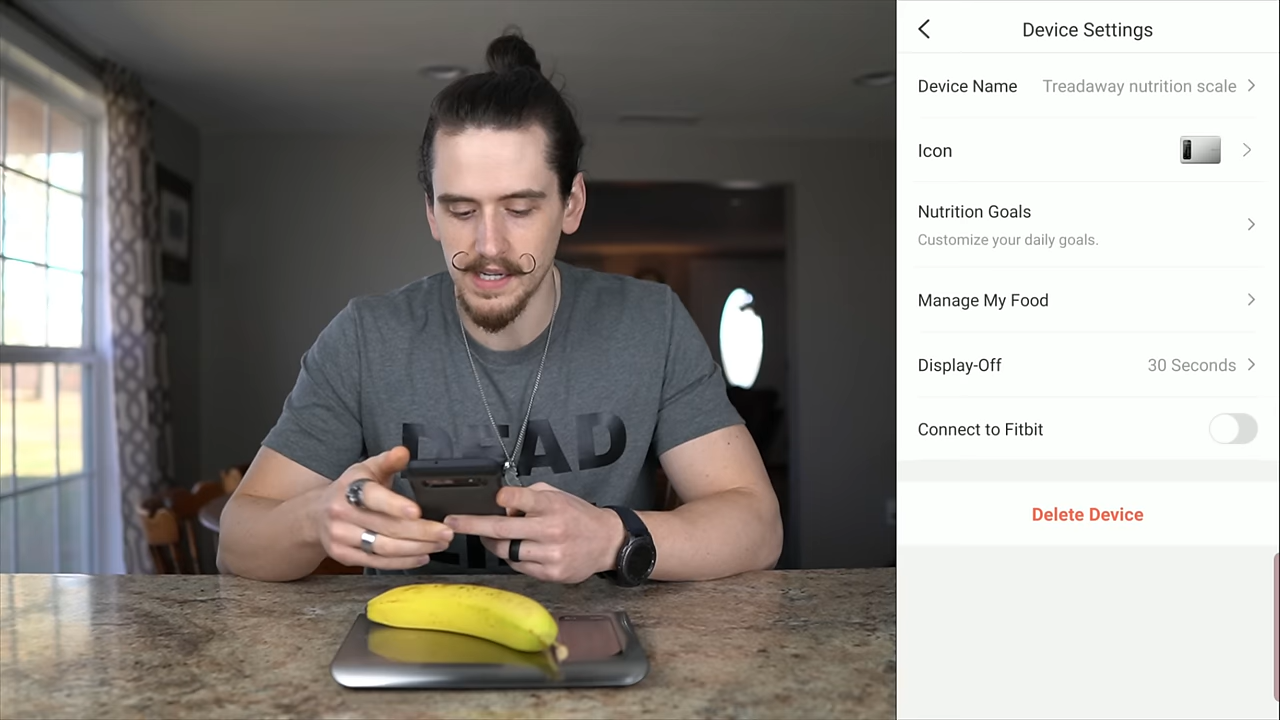 Device Settings
Device Name Treadaway nutrition scale
Icon
Nutrition Goals
Customize your daily goals.
Manage My Food
Display-Off 30 Seconds
Connect to Fitbit
Delete Device
DEAD